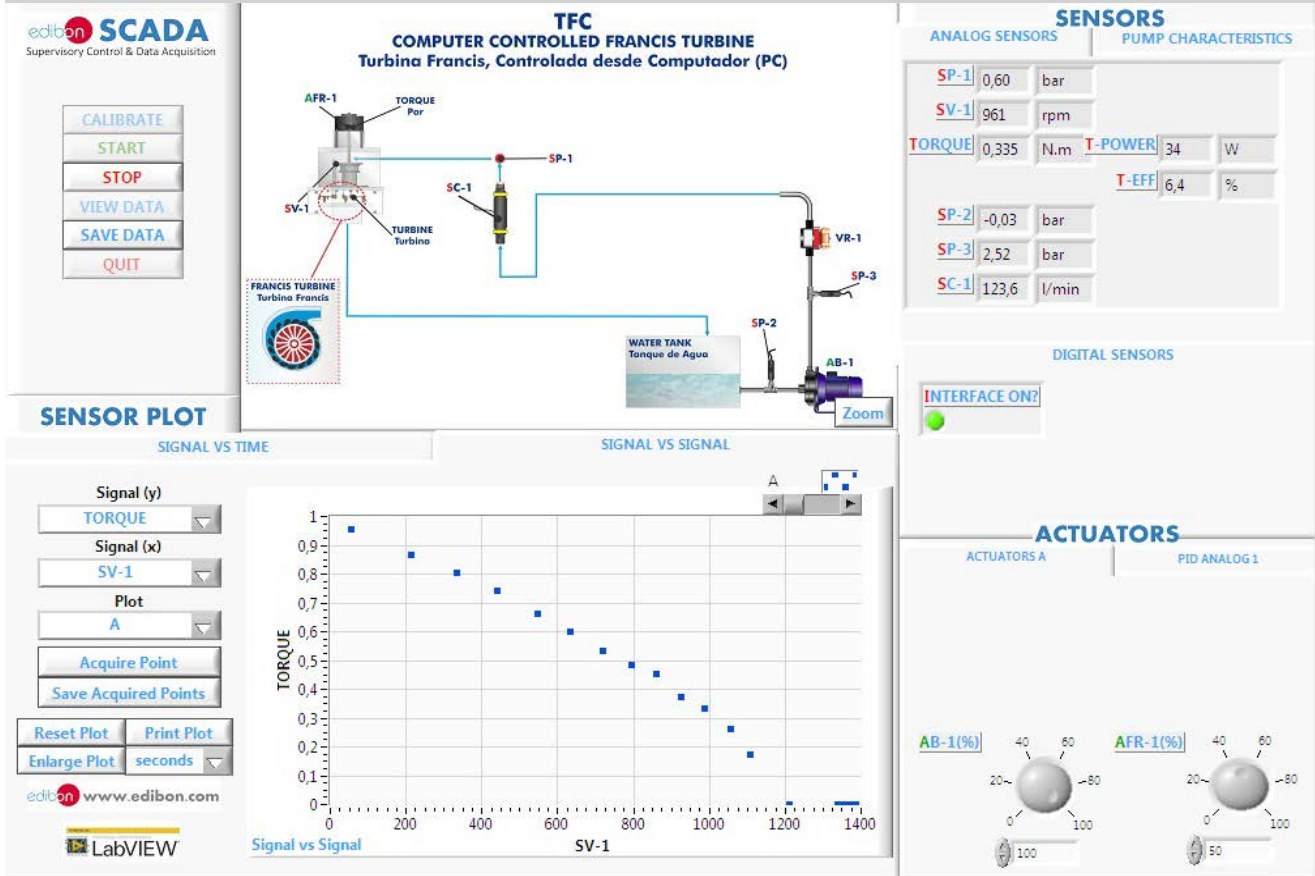 edibon SCADA
Supervisory Control & Data Acquisition
CALIBRATE
START
STOP
VIEW DATA
SAVE DATA
QUIT
TFC
COMPUTER CONTROLLED FRANCIS TURBINE
Turbina Francis, Controlada desde Computador (PC)
AFR-1
TORQUE
Par
SP-1
SC-1
SV-1
TURBINE
Turbina
FRANCIS TURBINE
Turbina Francis
VR-1
SP-3
SP-2
WATER TANK
Tanque de Agua
AB-1
Zoom
SENSORS
ANALOG SENSORS
PUMP CHARACTERISTICS
SP-1 0,60 bar
SV-1 961 rpm
TORQUE 0,335 N.m T-POWER 34 W
T-EFF 6,4 %
SP-2 -0,03 bar
SP-3 2,52 bar
SC-1 123,6 l/min
DIGITAL SENSORS
INTERFACE ON?
SENSOR PLOT
SIGNAL VS TIME
SIGNAL VS SIGNAL
Signal (y)
TORQUE
Signal (x)
SV-1
Plot
A
Acquire Point
Save Acquired Points
Reset Plot Print Plot
Enlarge Plot seconds
edibon www.edibon.com
LabVIEW
A
1
0,9
0,8
0,7
0,6
0,5
0,4
0,3
0,2
0,1
0
TORQUE
0 200 400 600 800 1000 1200 1400
Signal vs Signal
SV-1
ACTUATORS
ACTUATORS A
PID ANALOG 1
AB-1(%)
0 20 40 60 80 100
100
AFR-1(%)
0 20 40 60 80 100
50